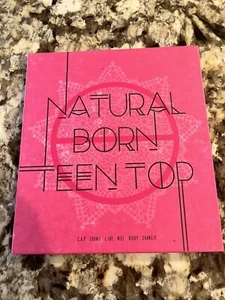 NATURAL
BORN
TEEN TOP
C.A.P CHUNJI L.JOE NIEL RICKY CHANGJO